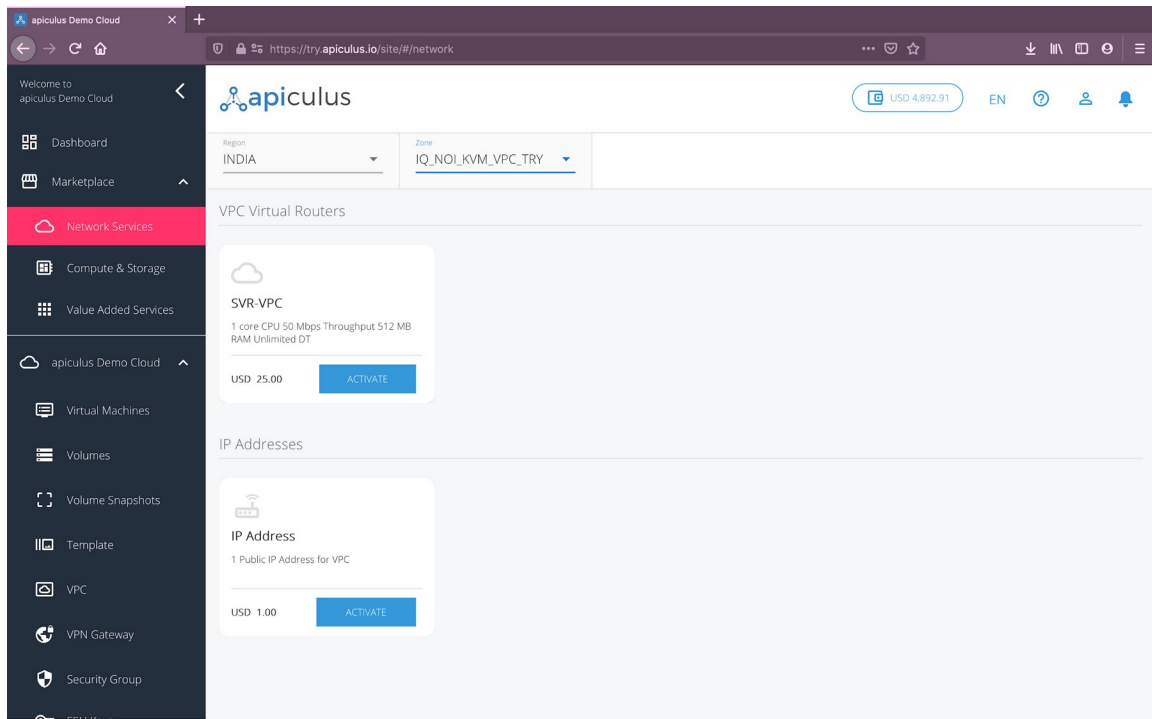 apiculus Demo Cloud
https://try.apiculus.io/site/#/network
Welcome to
apiculus Demo Cloud
Dashboard
Marketplace
Network Services
Compute & Storage
Value Added Services
apiculus Demo Cloud
Virtual Machines
Volumes
Volume Snapshots
Template
VPC
VPN Gateway
Security Group
apiculus
USD 4,892.91
EN
Region
INDIA
Zone
IQ_NOI_KVM_VPC_TRY
VPC Virtual Routers
SVR-VPC
1 core CPU 50 Mbps Throughput 512 MB
RAM Unlimited DT
USD 25.00
ACTIVATE
IP Addresses
IP Address
1 Public IP Address for VPC
USD 1.00
ACTIVATE